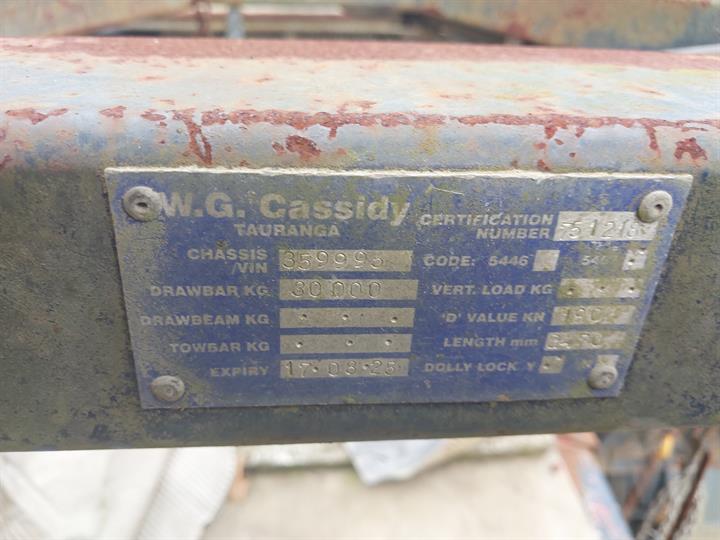 W.G. Cassidy
TAURANGA
CERTIFICATION NUMBER
CHASSIS /VIN 359993
CODE: 5446
DRAWBAR KG 30000
VERT. LOAD KG
DRAWBEAM KG
'D' VALUE KN
TOWBAR KG
LENGTH mm
EXPIRY 17·08·25
DOLLY LOCK Y